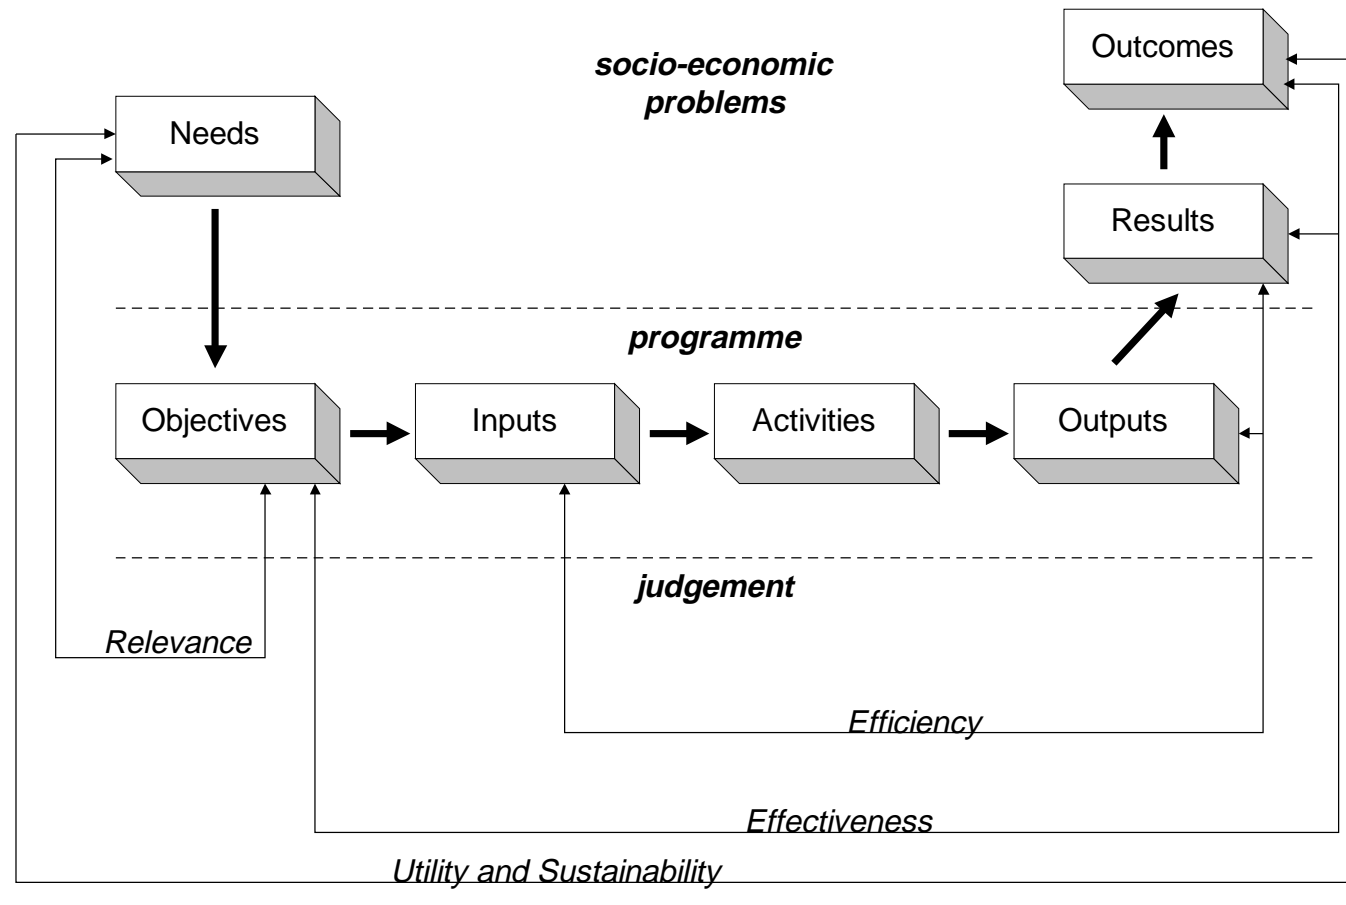 Outcomes
socio-economic
problems
Needs
Results
programme
Objectives
Inputs
Activities
Outputs
judgement
Relevance
Efficiency
Effectiveness
Utility and Sustainability